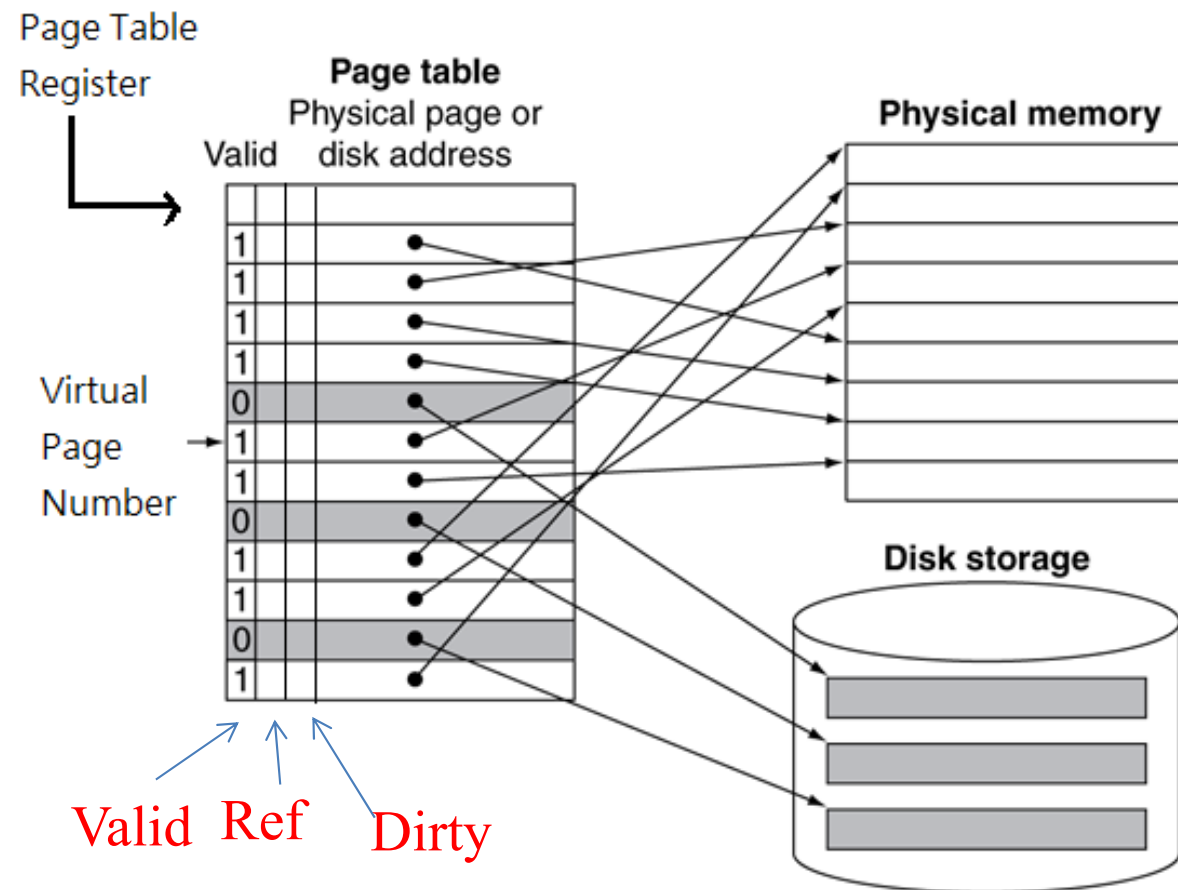 Page Table
Register
Page table
Physical page or
Valid disk address
Physical memory
1
1
1
1
0
1
1
0
1
1
0
1
Virtual
Page
Number
Disk storage
Valid Ref Dirty